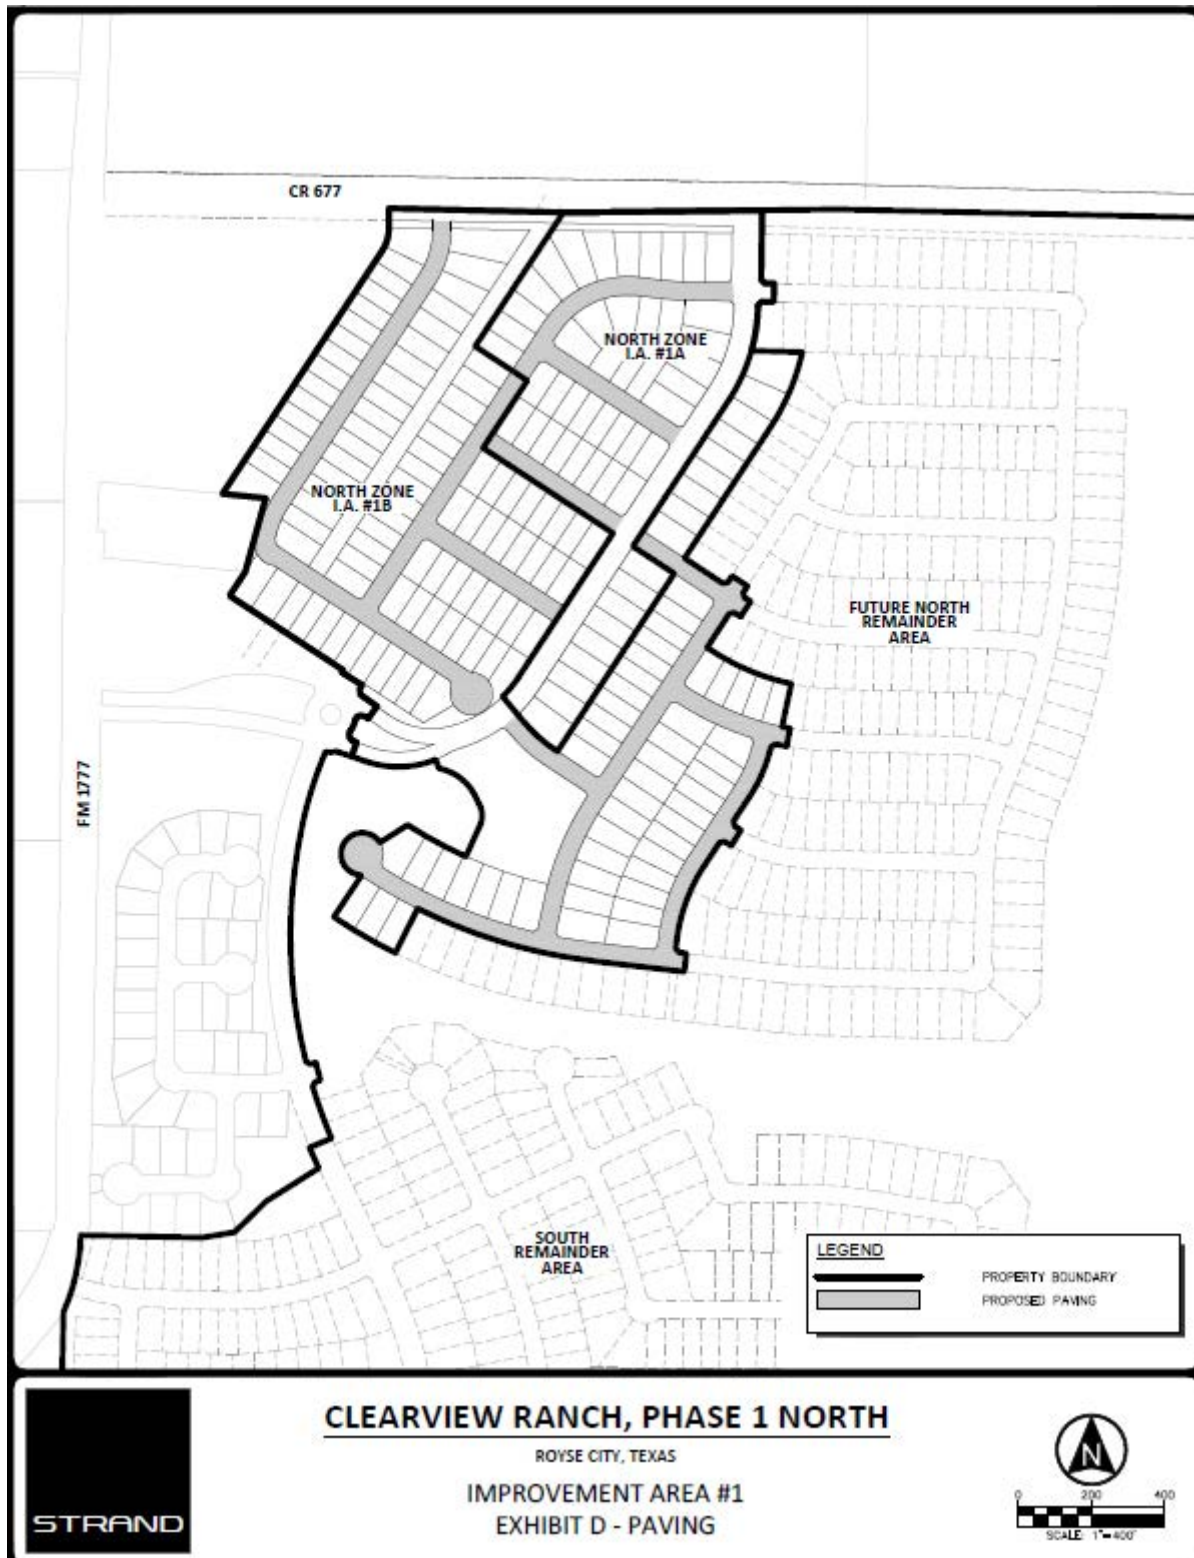 CR 677
NORTH ZONE
I.A. #1A
NORTH ZONE
I.A. #1B
FUTURE NORTH
REMAINDER
AREA
FM 1777
SOUTH
REMAINDER
AREA
LEGEND
PROPERTY BOUNDARY
PROPOSED PAVING
STRAND
CLEARVIEW RANCH, PHASE 1 NORTH
ROYSE CITY, TEXAS
IMPROVEMENT AREA #1
EXHIBIT D - PAVING
N
0 200 400
SCALE: 1"=400'